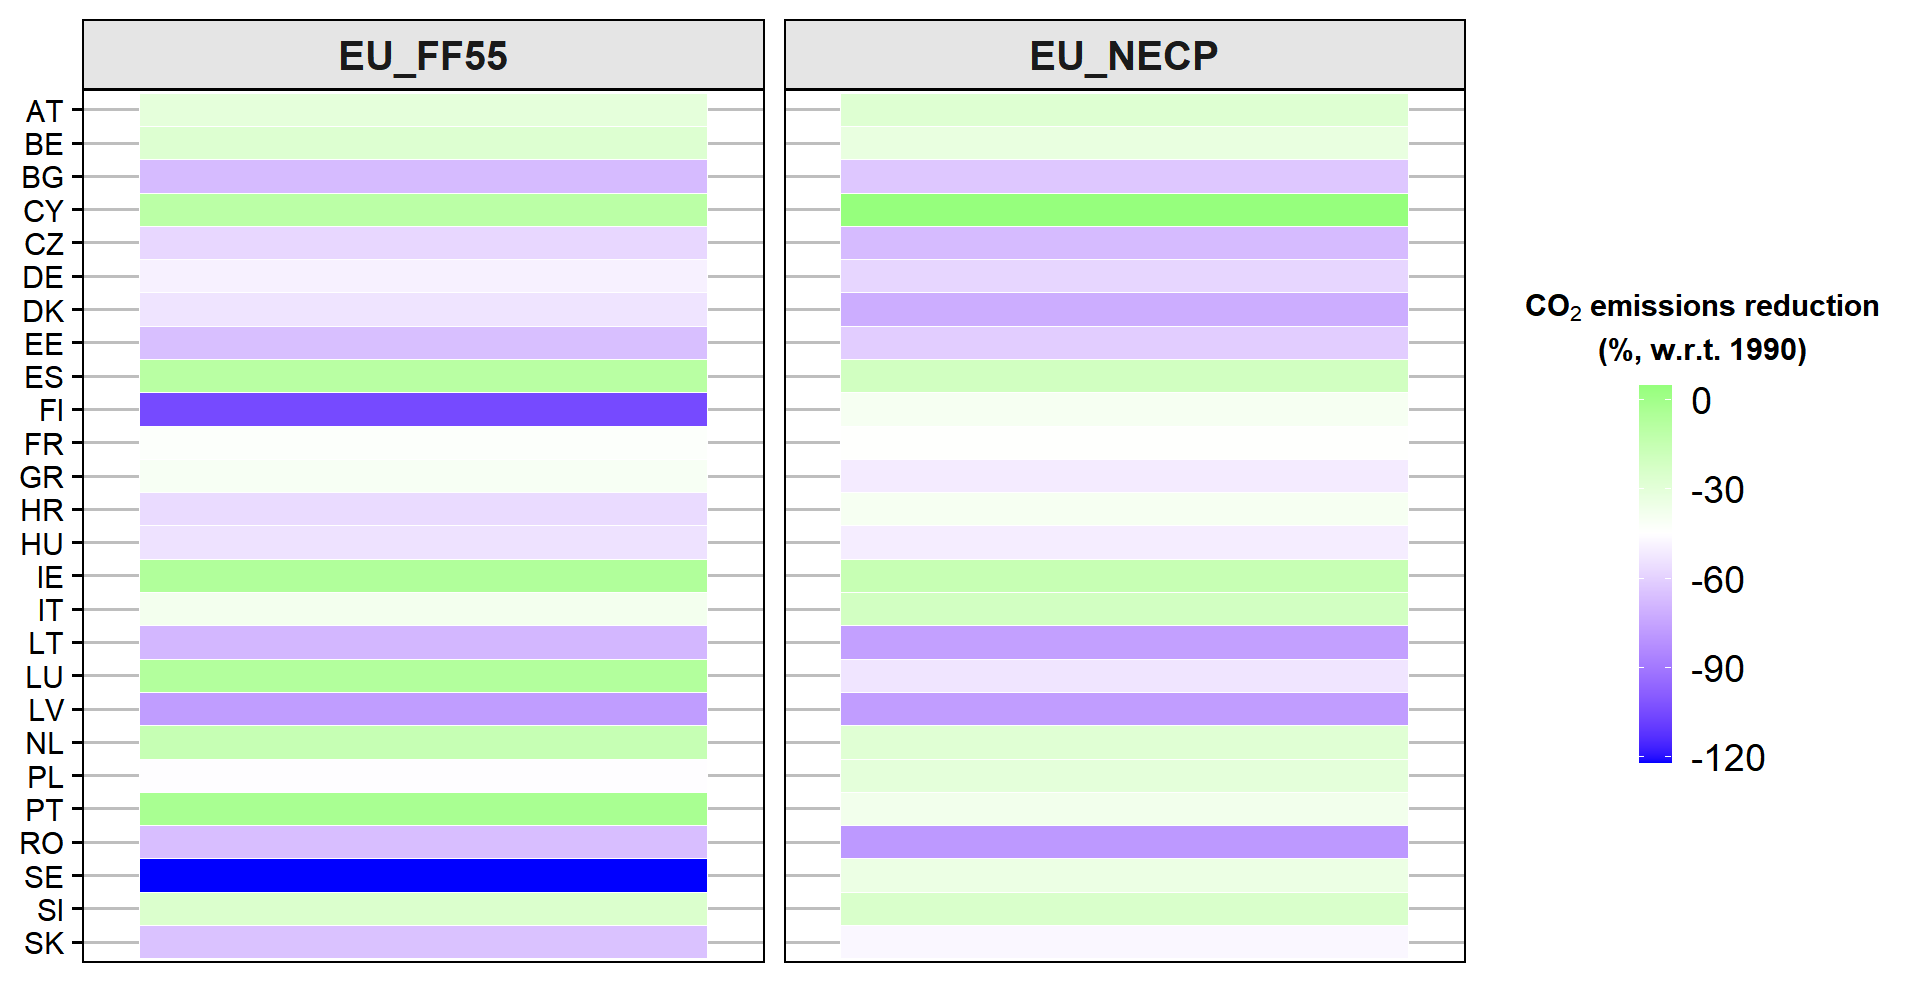 EU_FF55
EU_NECP
AT
BE
BG
CY
CZ
DE
DK
EE
ES
FI
FR
GR
HR
HU
IE
IT
LT
LU
LV
NL
PL
PT
RO
SE
SI
SK
CO₂ emissions reduction
(%, w.r.t. 1990)
0
-30
-60
-90
-120